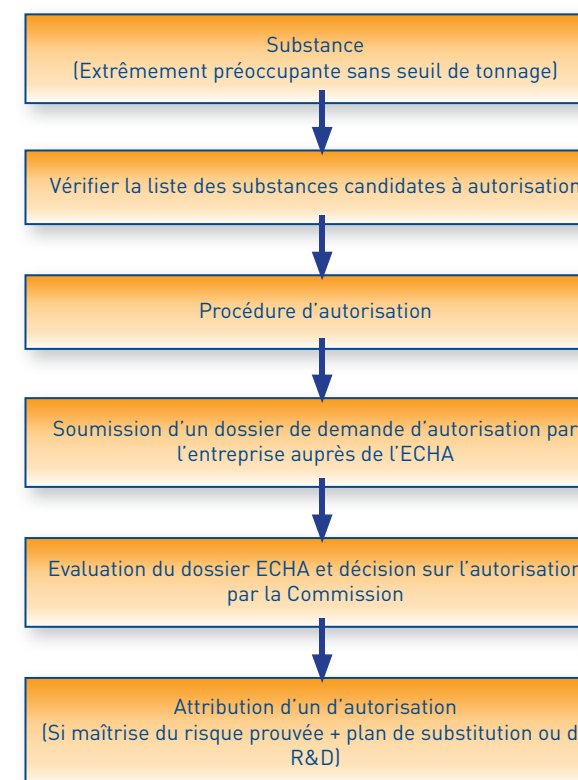 Substance
(Extrêmement préoccupante sans seuil de tonnage)
Vérifier la liste des substances candidates à autorisation
Procédure d'autorisation
Soumission d'un dossier de demande d'autorisation par
l'entreprise auprès de l'ECHA
Evaluation du dossier ECHA et décision sur l'autorisation
par la Commission
Attribution d'un d'autorisation
(Si maîtrise du risque prouvée + plan de substitution ou
R&D)